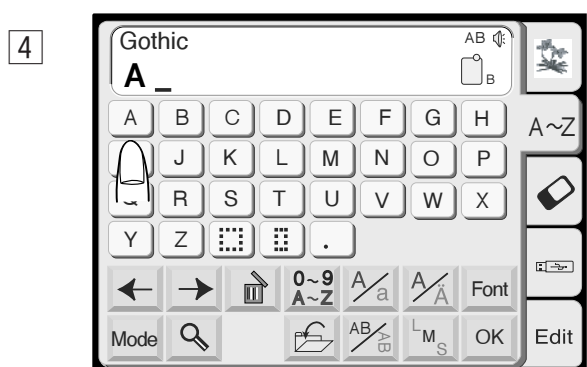 4
Gothic
AB
A _
B
A B C D E F G H
A~Z
J K L M N O P
R S T U V W X
Y Z .
0~9
A~Z
A/a
A/Ä
Font
Mode
AB/AB
L M S
OK
Edit